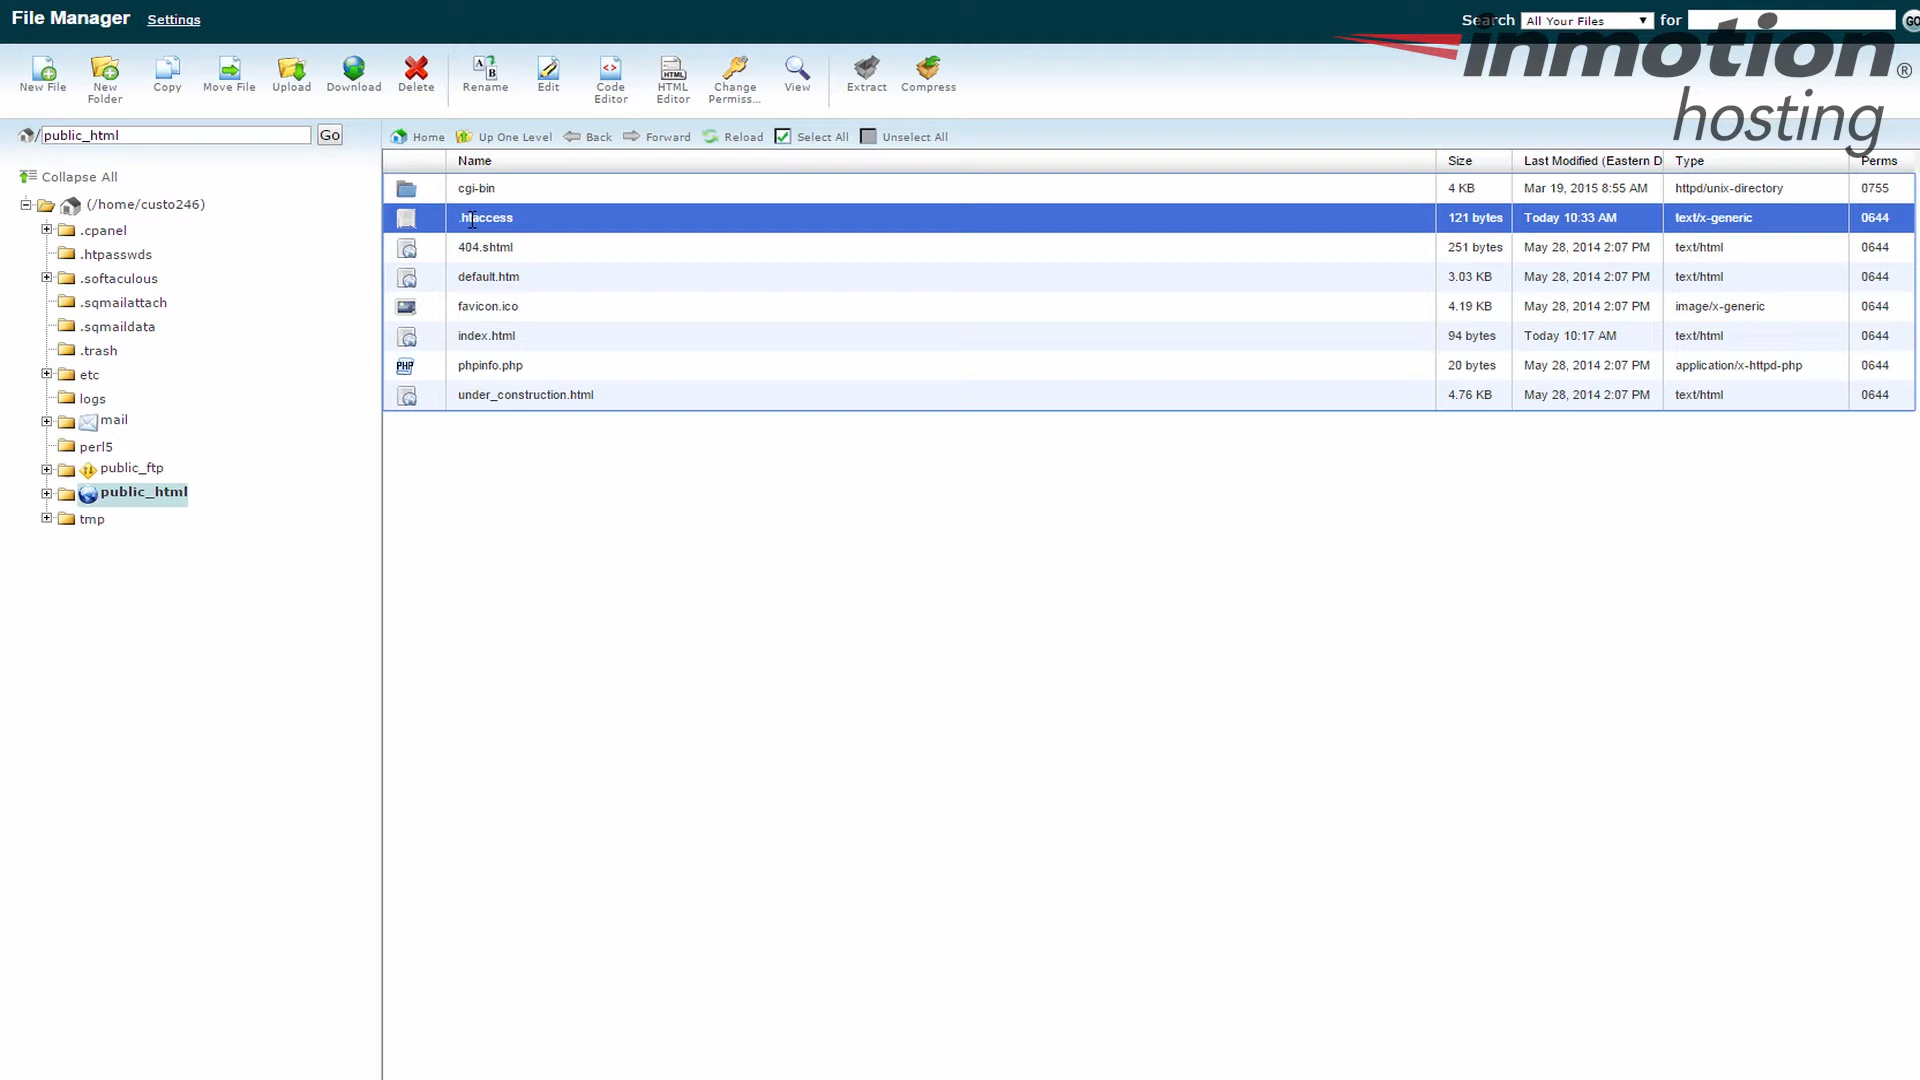 File Manager Settings Search All Your Files for GO
inmotion®
hosting
New File New Folder Copy Move File Upload Download Delete Rename Edit Code Editor HTML Editor Change Permiss... View Extract Compress
/ public_html Go
Home Up One Level Back Forward Reload Select All Unselect All
Collapse All
(/home/custo246)
.cpanel
.htpasswds
.softaculous
.sqmailattach
.sqmaildata
.trash
etc
logs
mail
perl5
public_ftp
public_html
tmp
Name Size Last Modified (Eastern D Type Perms
cgi-bin 4 KB Mar 19, 2015 8:55 AM httpd/unix-directory 0755
.htaccess 121 bytes Today 10:33 AM text/x-generic 0644
404.shtml 251 bytes May 28, 2014 2:07 PM text/html 0644
default.htm 3.03 KB May 28, 2014 2:07 PM text/html 0644
favicon.ico 4.19 KB May 28, 2014 2:07 PM image/x-generic 0644
index.html 94 bytes Today 10:17 AM text/html 0644
PHP phpinfo.php 20 bytes May 28, 2014 2:07 PM application/x-httpd-php 0644
under_construction.html 4.76 KB May 28, 2014 2:07 PM text/html 0644